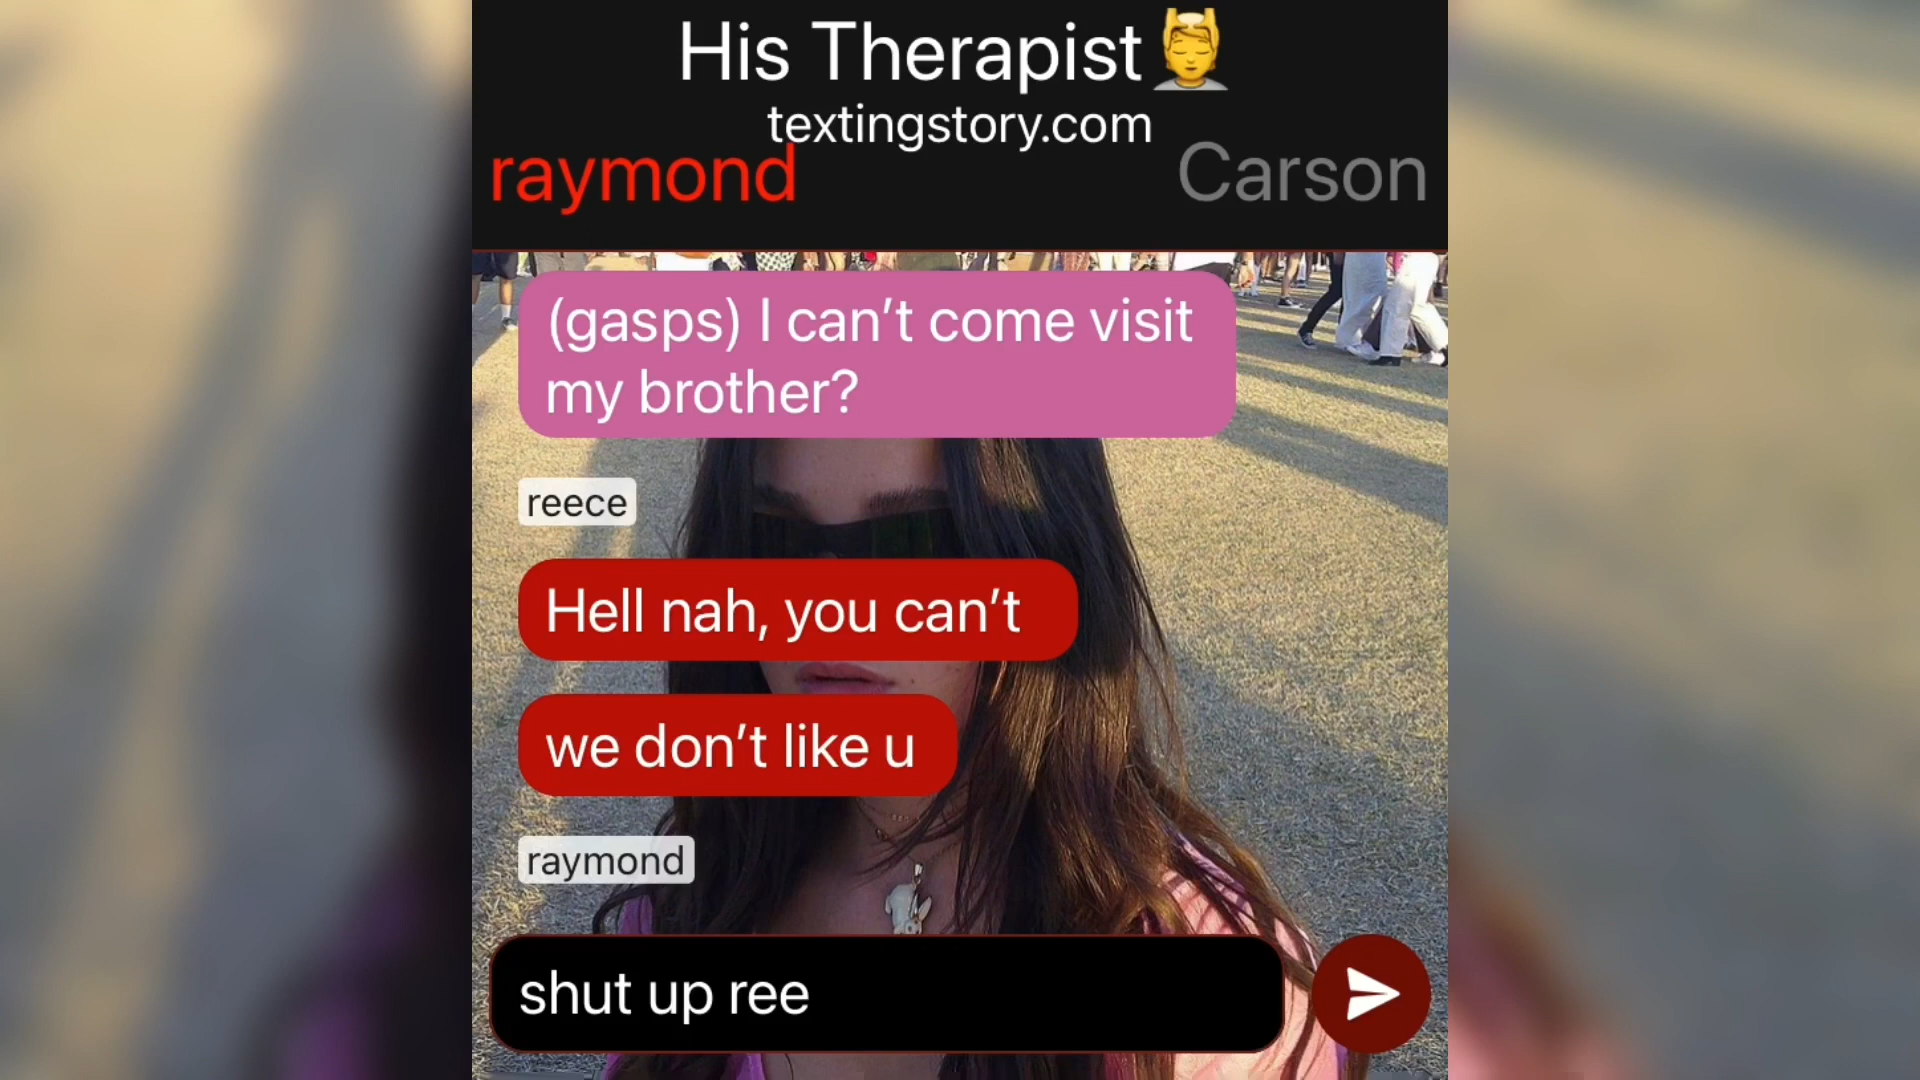 His Therapist💆
textingstory.com
raymond
Carson
(gasps) I can’t come visit
my brother?
reece
Hell nah, you can’t
we don’t like u
raymond
shut up ree